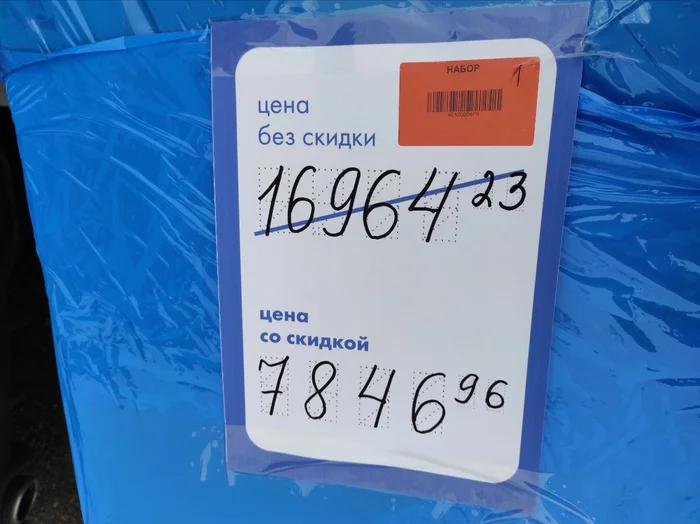 НАБОР 1
цена
без скидки
16964 23
цена
со скидкой
7846 96